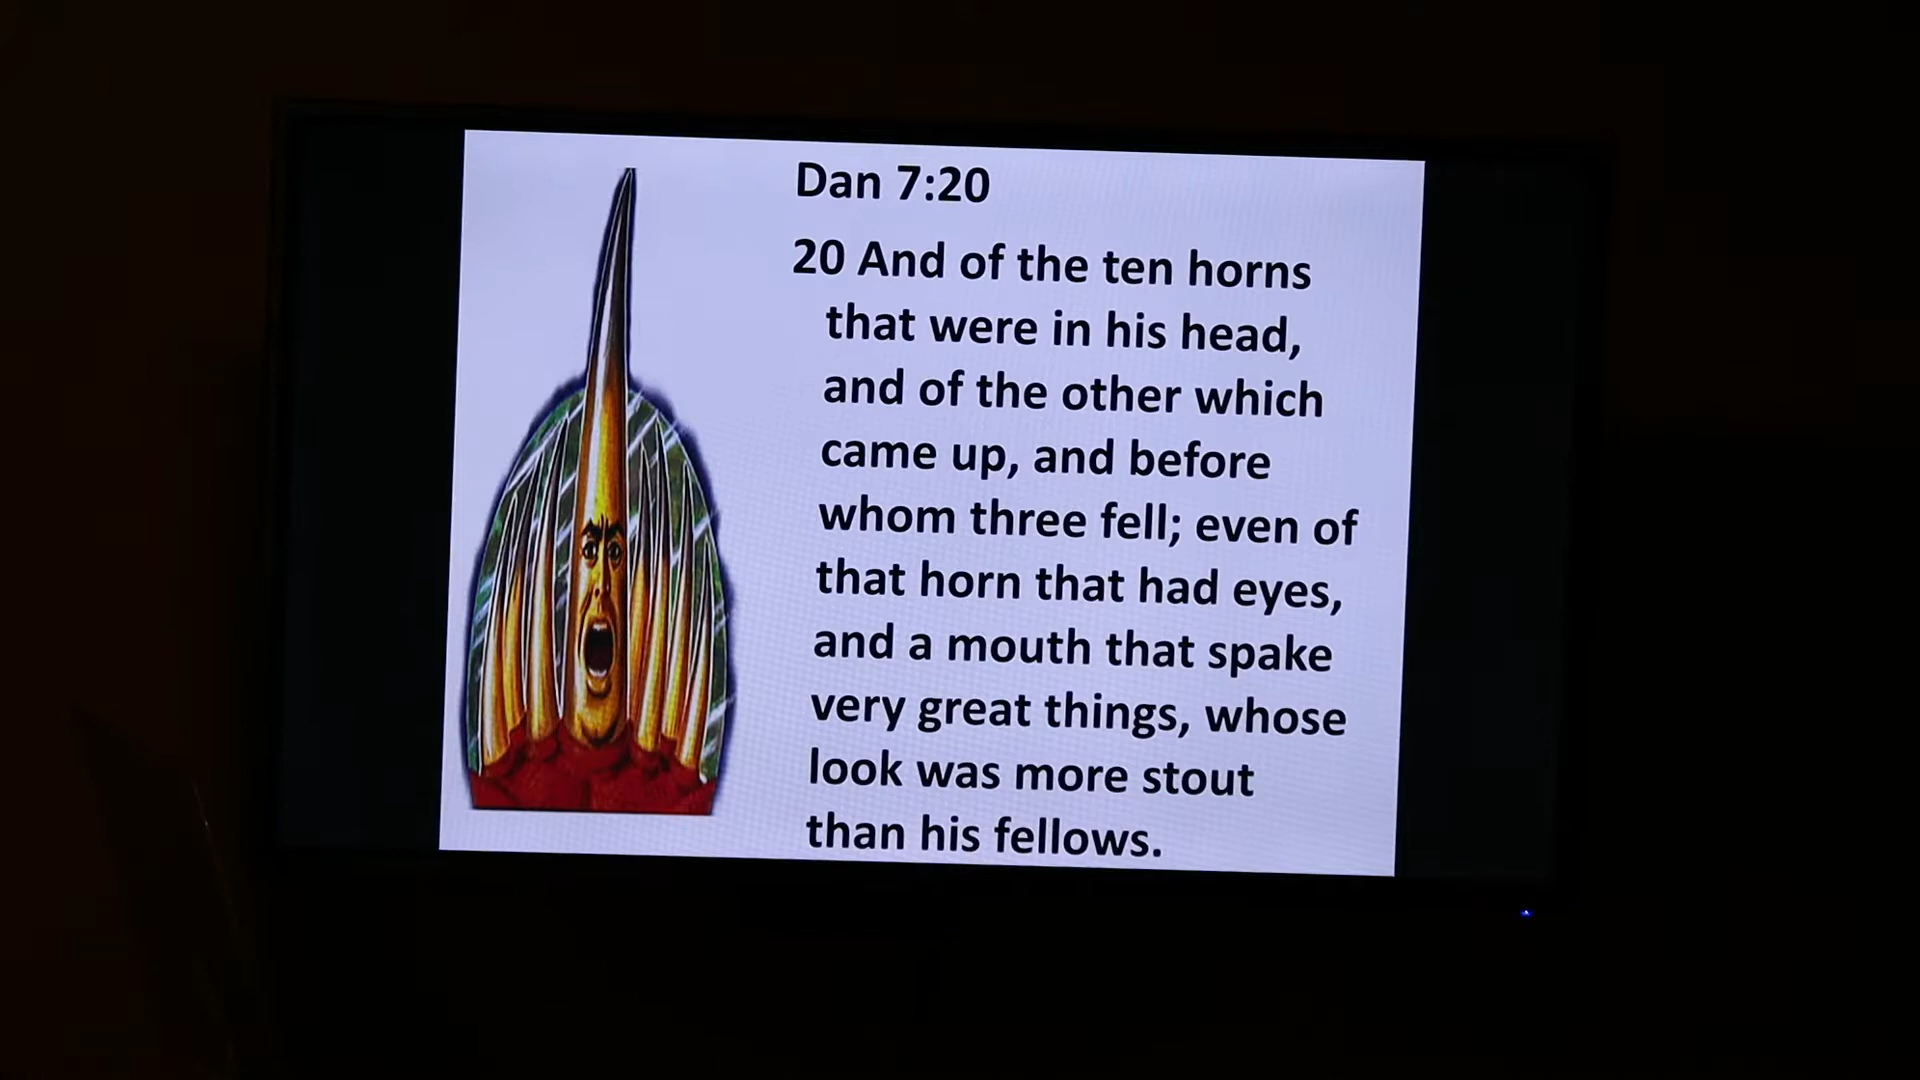 Dan 7:20
20 And of the ten horns
that were in his head,
and of the other which
came up, and before
whom three fell; even of
that horn that had eyes,
and a mouth that spake
very great things, whose
look was more stout
than his fellows.